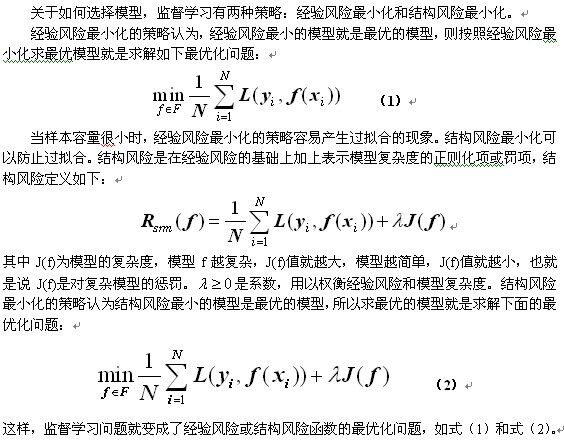 关于如何选择模型，监督学习有两种策略：经验风险最小化和结构风险最小化。
经验风险最小化的策略认为，经验风险最小的模型就是最优的模型，则按照经验风险最
小化求最优模型就是求解如下最优化问题：
\min_{f \in F} \frac{1}{N} \sum_{i=1}^{N} L(y_i, f(x_i)) （1）
当样本容量很小时，经验风险最小化的策略容易产生过拟合的现象。结构风险最小化可
以防止过拟合。结构风险是在经验风险的基础上加上表示模型复杂度的正则化项或罚项，结
构风险定义如下：
R_{srm}(f) = \frac{1}{N} \sum_{i=1}^{N} L(y_i, f(x_i)) + \lambda J(f)
其中 J(f)为模型的复杂度，模型 f 越复杂，J(f)值就越大，模型越简单，J(f)值就越小，也就
是说 J(f)是对复杂模型的惩罚。λ ≥ 0 是系数，用以权衡经验风险和模型复杂度。结构风险
最小化的策略认为结构风险最小的模型是最优的模型，所以求最优的模型就是求解下面的最
优化问题：
\min_{f \in F} \frac{1}{N} \sum_{i=1}^{N} L(y_i, f(x_i)) + \lambda J(f) （2）
这样，监督学习问题就变成了经验风险或结构风险函数的最优化问题，如式（1）和式（2）。